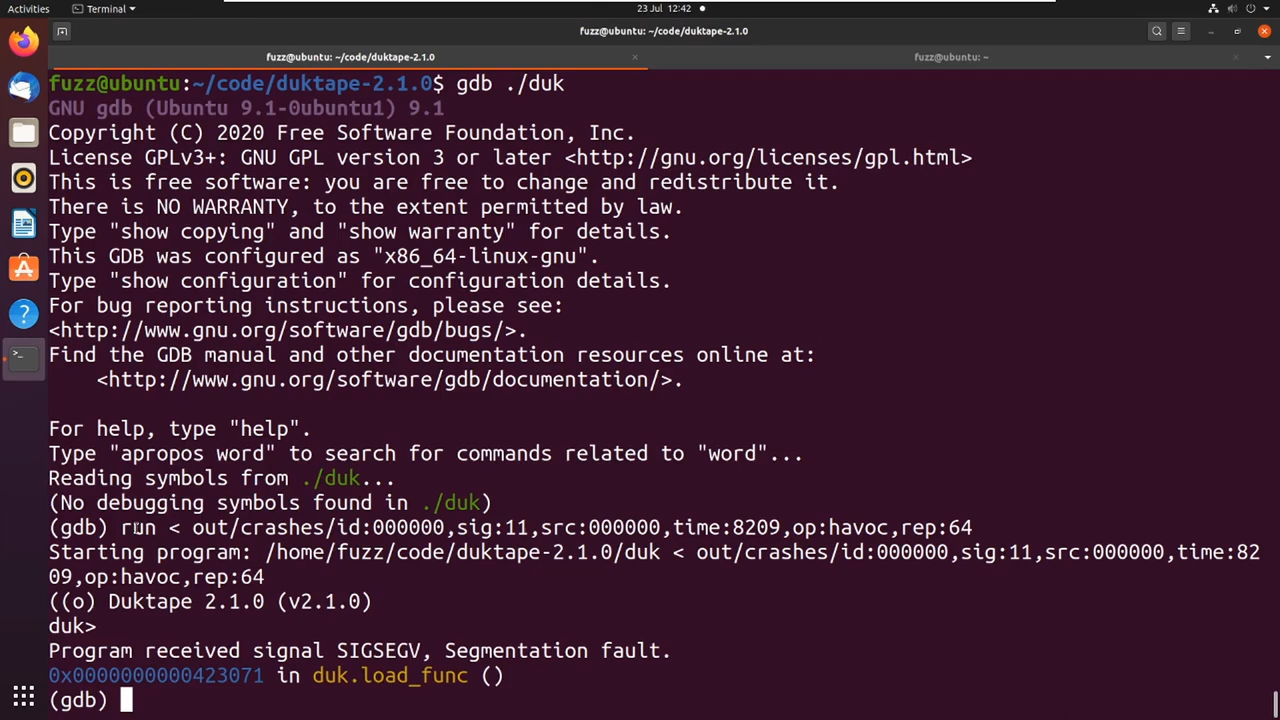 Activities
Terminal
23 Jul 12:42
fuzz@ubuntu: ~/code/duktape-2.1.0
fuzz@ubuntu: ~/code/duktape-2.1.0
fuzz@ubuntu: ~
fuzz@ubuntu:~/code/duktape-2.1.0$ gdb ./duk
GNU gdb (Ubuntu 9.1-0ubuntu1) 9.1
Copyright (C) 2020 Free Software Foundation, Inc.
License GPLv3+: GNU GPL version 3 or later <http://gnu.org/licenses/gpl.html>
This is free software: you are free to change and redistribute it.
There is NO WARRANTY, to the extent permitted by law.
Type "show copying" and "show warranty" for details.
This GDB was configured as "x86_64-linux-gnu".
Type "show configuration" for configuration details.
For bug reporting instructions, please see:
<http://www.gnu.org/software/gdb/bugs/>.
Find the GDB manual and other documentation resources online at:
<http://www.gnu.org/software/gdb/documentation/>.
For help, type "help".
Type "apropos word" to search for commands related to "word"...
Reading symbols from ./duk...
(No debugging symbols found in ./duk)
(gdb) run < out/crashes/id:000000,sig:11,src:000000,time:8209,op:havoc,rep:64
Starting program: /home/fuzz/code/duktape-2.1.0/duk < out/crashes/id:000000,sig:11,src:000000,time:82
09,op:havoc,rep:64
((o) Duktape 2.1.0 (v2.1.0)
duk>
Program received signal SIGSEGV, Segmentation fault.
0x0000000000423071 in duk.load_func ()
(gdb)